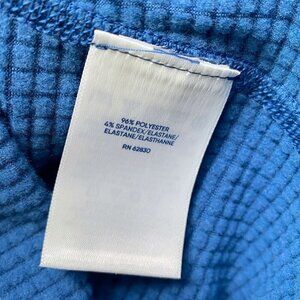 96% POLYESTER
4% SPANDEX/ELASTANE/
ELASTANE/ELASTHANNE
RN 62830